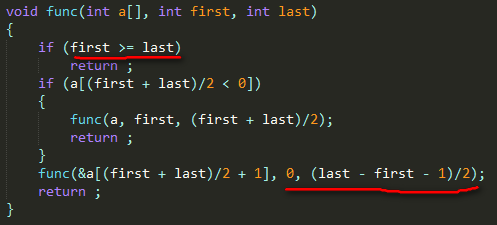 void func(int a[], int first, int last)
{
if (first >= last)
return ;
if (a[(first + last)/2 < 0])
{
func(a, first, (first + last)/2);
return ;
}
func(&a[(first + last)/2 + 1], 0, (last - first - 1)/2);
return ;
}